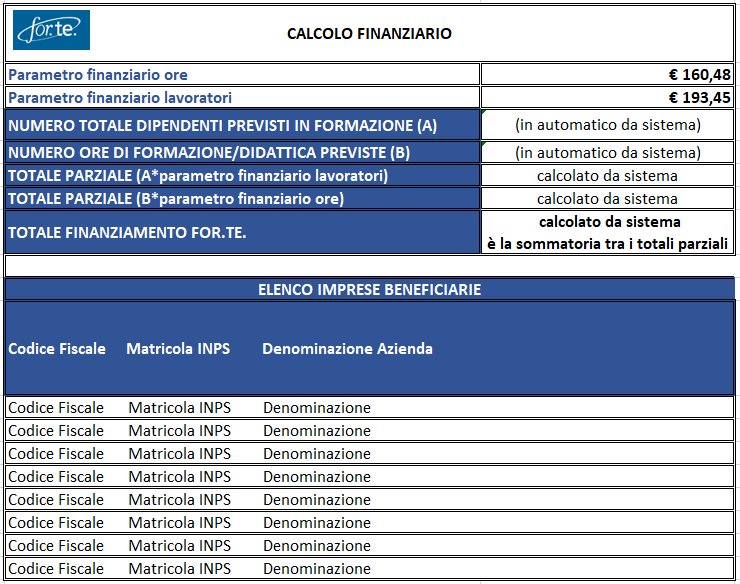 for.te.
CALCOLO FINANZIARIO
Parametro finanziario ore € 160,48
Parametro finanziario lavoratori € 193,45
NUMERO TOTALE DIPENDENTI PREVISTI IN FORMAZIONE (A) (in automatico da sistema)
NUMERO ORE DI FORMAZIONE/DIDATTICA PREVISTE (B) (in automatico da sistema)
TOTALE PARZIALE (A*parametro finanziario lavoratori) calcolato da sistema
TOTALE PARZIALE (B*parametro finanziario ore) calcolato da sistema
TOTALE FINANZIAMENTO FOR.TE. calcolato da sistema
è la sommatoria tra i totali parziali
ELENCO IMPRESE BENEFICIARIE
Codice Fiscale Matricola INPS Denominazione Azienda
Codice Fiscale Matricola INPS Denominazione
Codice Fiscale Matricola INPS Denominazione
Codice Fiscale Matricola INPS Denominazione
Codice Fiscale Matricola INPS Denominazione
Codice Fiscale Matricola INPS Denominazione
Codice Fiscale Matricola INPS Denominazione
Codice Fiscale Matricola INPS Denominazione
Codice Fiscale Matricola INPS Denominazione